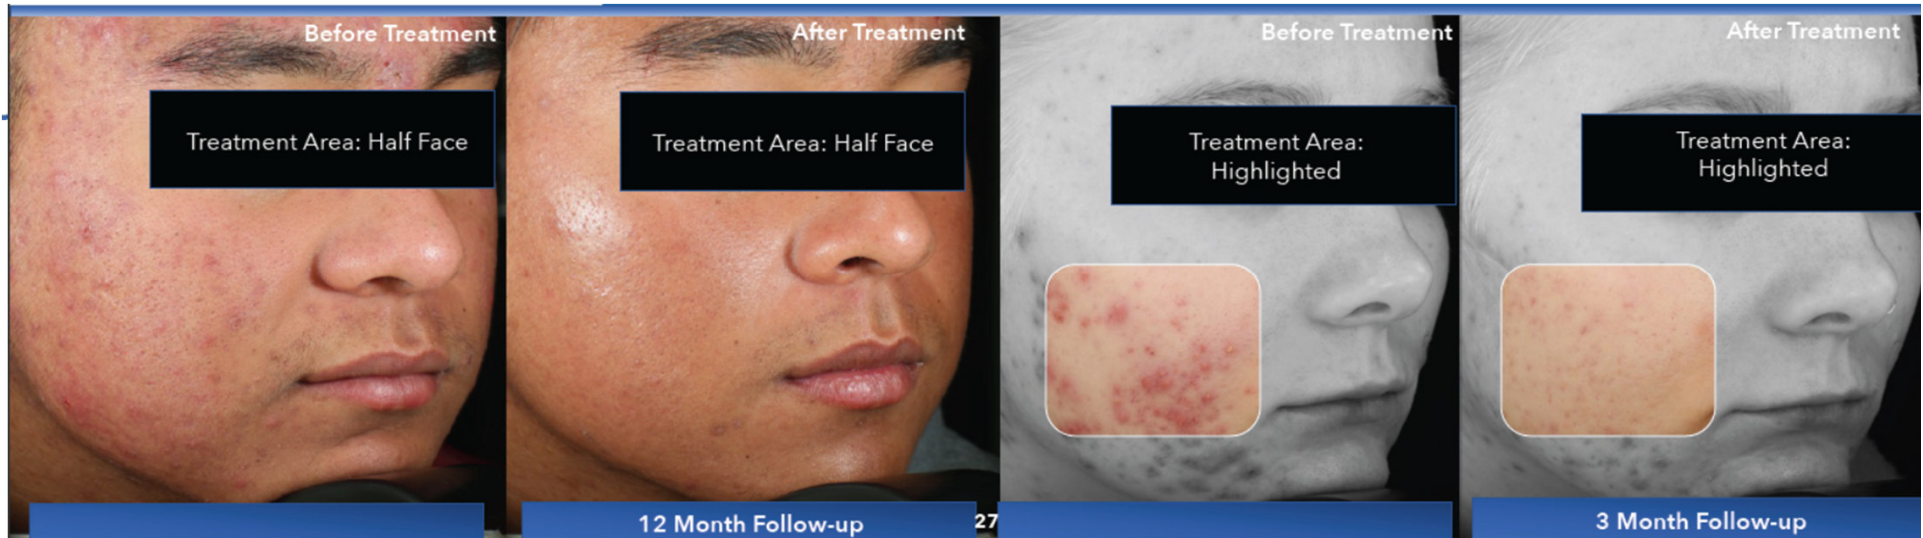 Before Treatment
After Treatment
Before Treatment
After Treatment
Treatment Area: Half Face
Treatment Area: Half Face
Treatment Area:
Highlighted
Treatment Area:
Highlighted
12 Month Follow-up
27
3 Month Follow-up